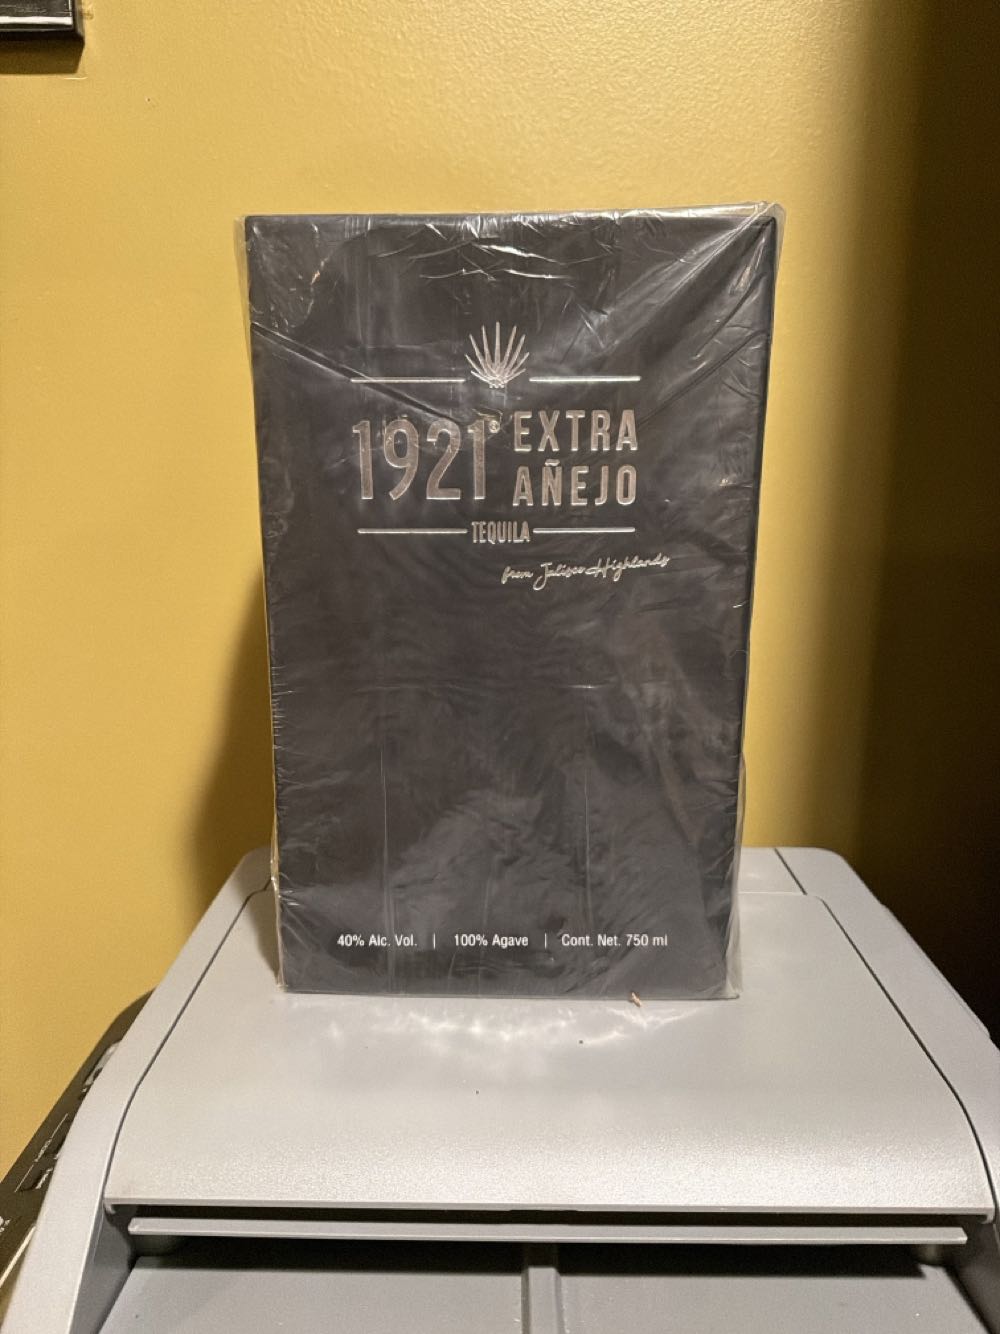 1921® EXTRA
AÑEJO
TEQUILA
from Jalisco Highlands
40% Alc. Vol. | 100% Agave | Cont. Net. 750 ml